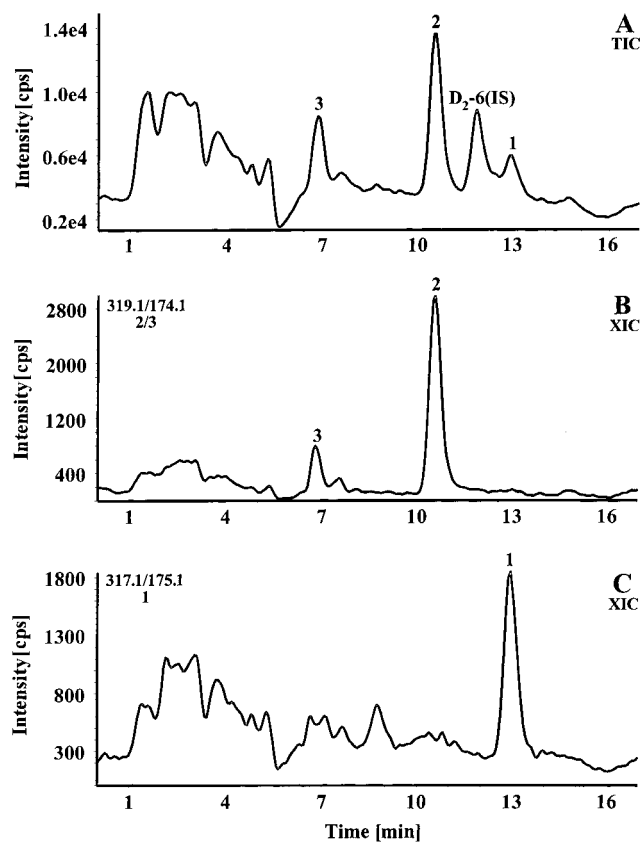 A
TIC
Intensity [cps]
1.4e4
1.0e4
0.6e4
0.2e4
3
2
D₂-6(IS)
1
1 4 7 10 13 16
B
XIC
319.1/174.1
2/3
Intensity [cps]
2800
2000
1200
400
3
2
1 4 7 10 13 16
C
XIC
317.1/175.1
1
Intensity [cps]
1800
1300
800
300
1
1 4 7 10 13 16
Time [min]